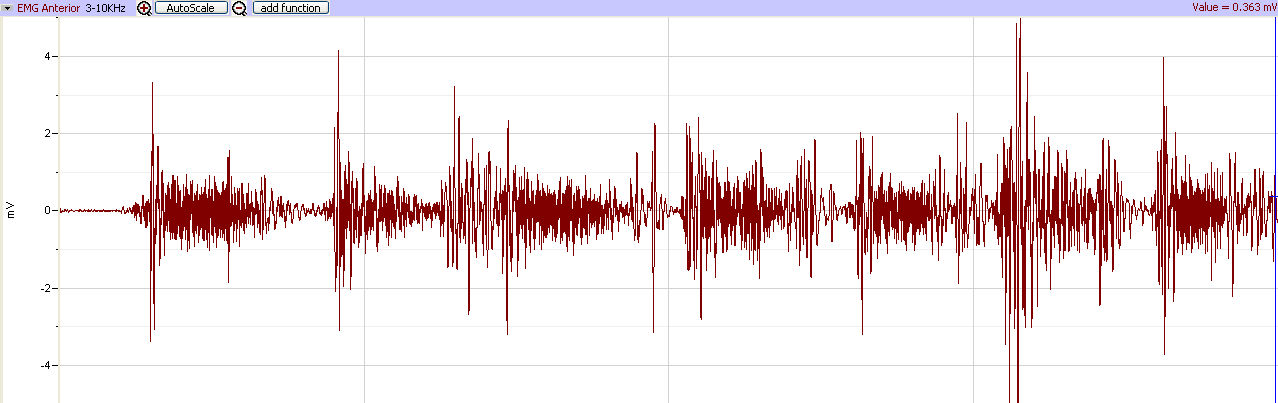 EMG Anterior 3-10KHz AutoScale add function Value = 0.363 mV
4
2
0
-2
-4
mV